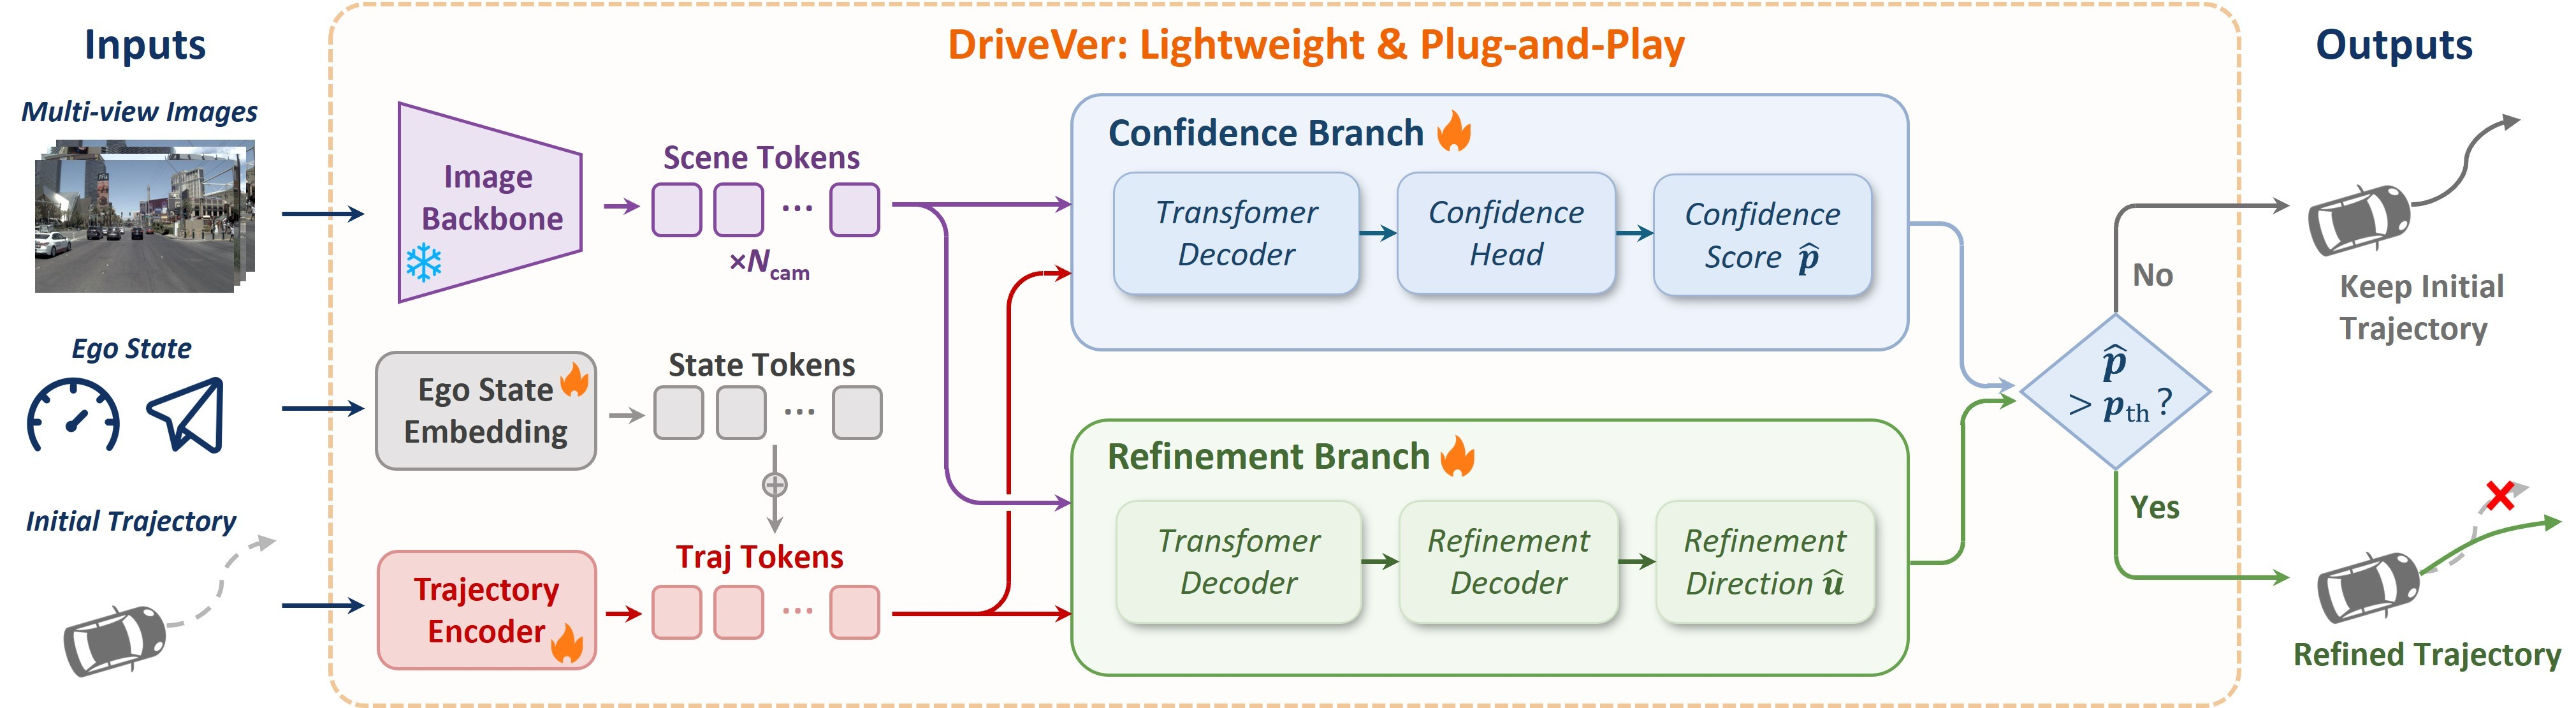 Inputs
DriveVer: Lightweight & Plug-and-Play
Outputs
Multi-view Images
Image
Backbone
Scene Tokens
×N_cam
Ego State
Ego State
Embedding
State Tokens
Initial Trajectory
Trajectory
Encoder
Traj Tokens
Confidence Branch
Transfomer
Decoder
Confidence
Head
Confidence
Score p̂
Refinement Branch
Transfomer
Decoder
Refinement
Decoder
Refinement
Direction û
p̂
> p_th ?
No
Yes
Keep Initial
Trajectory
Refined Trajectory